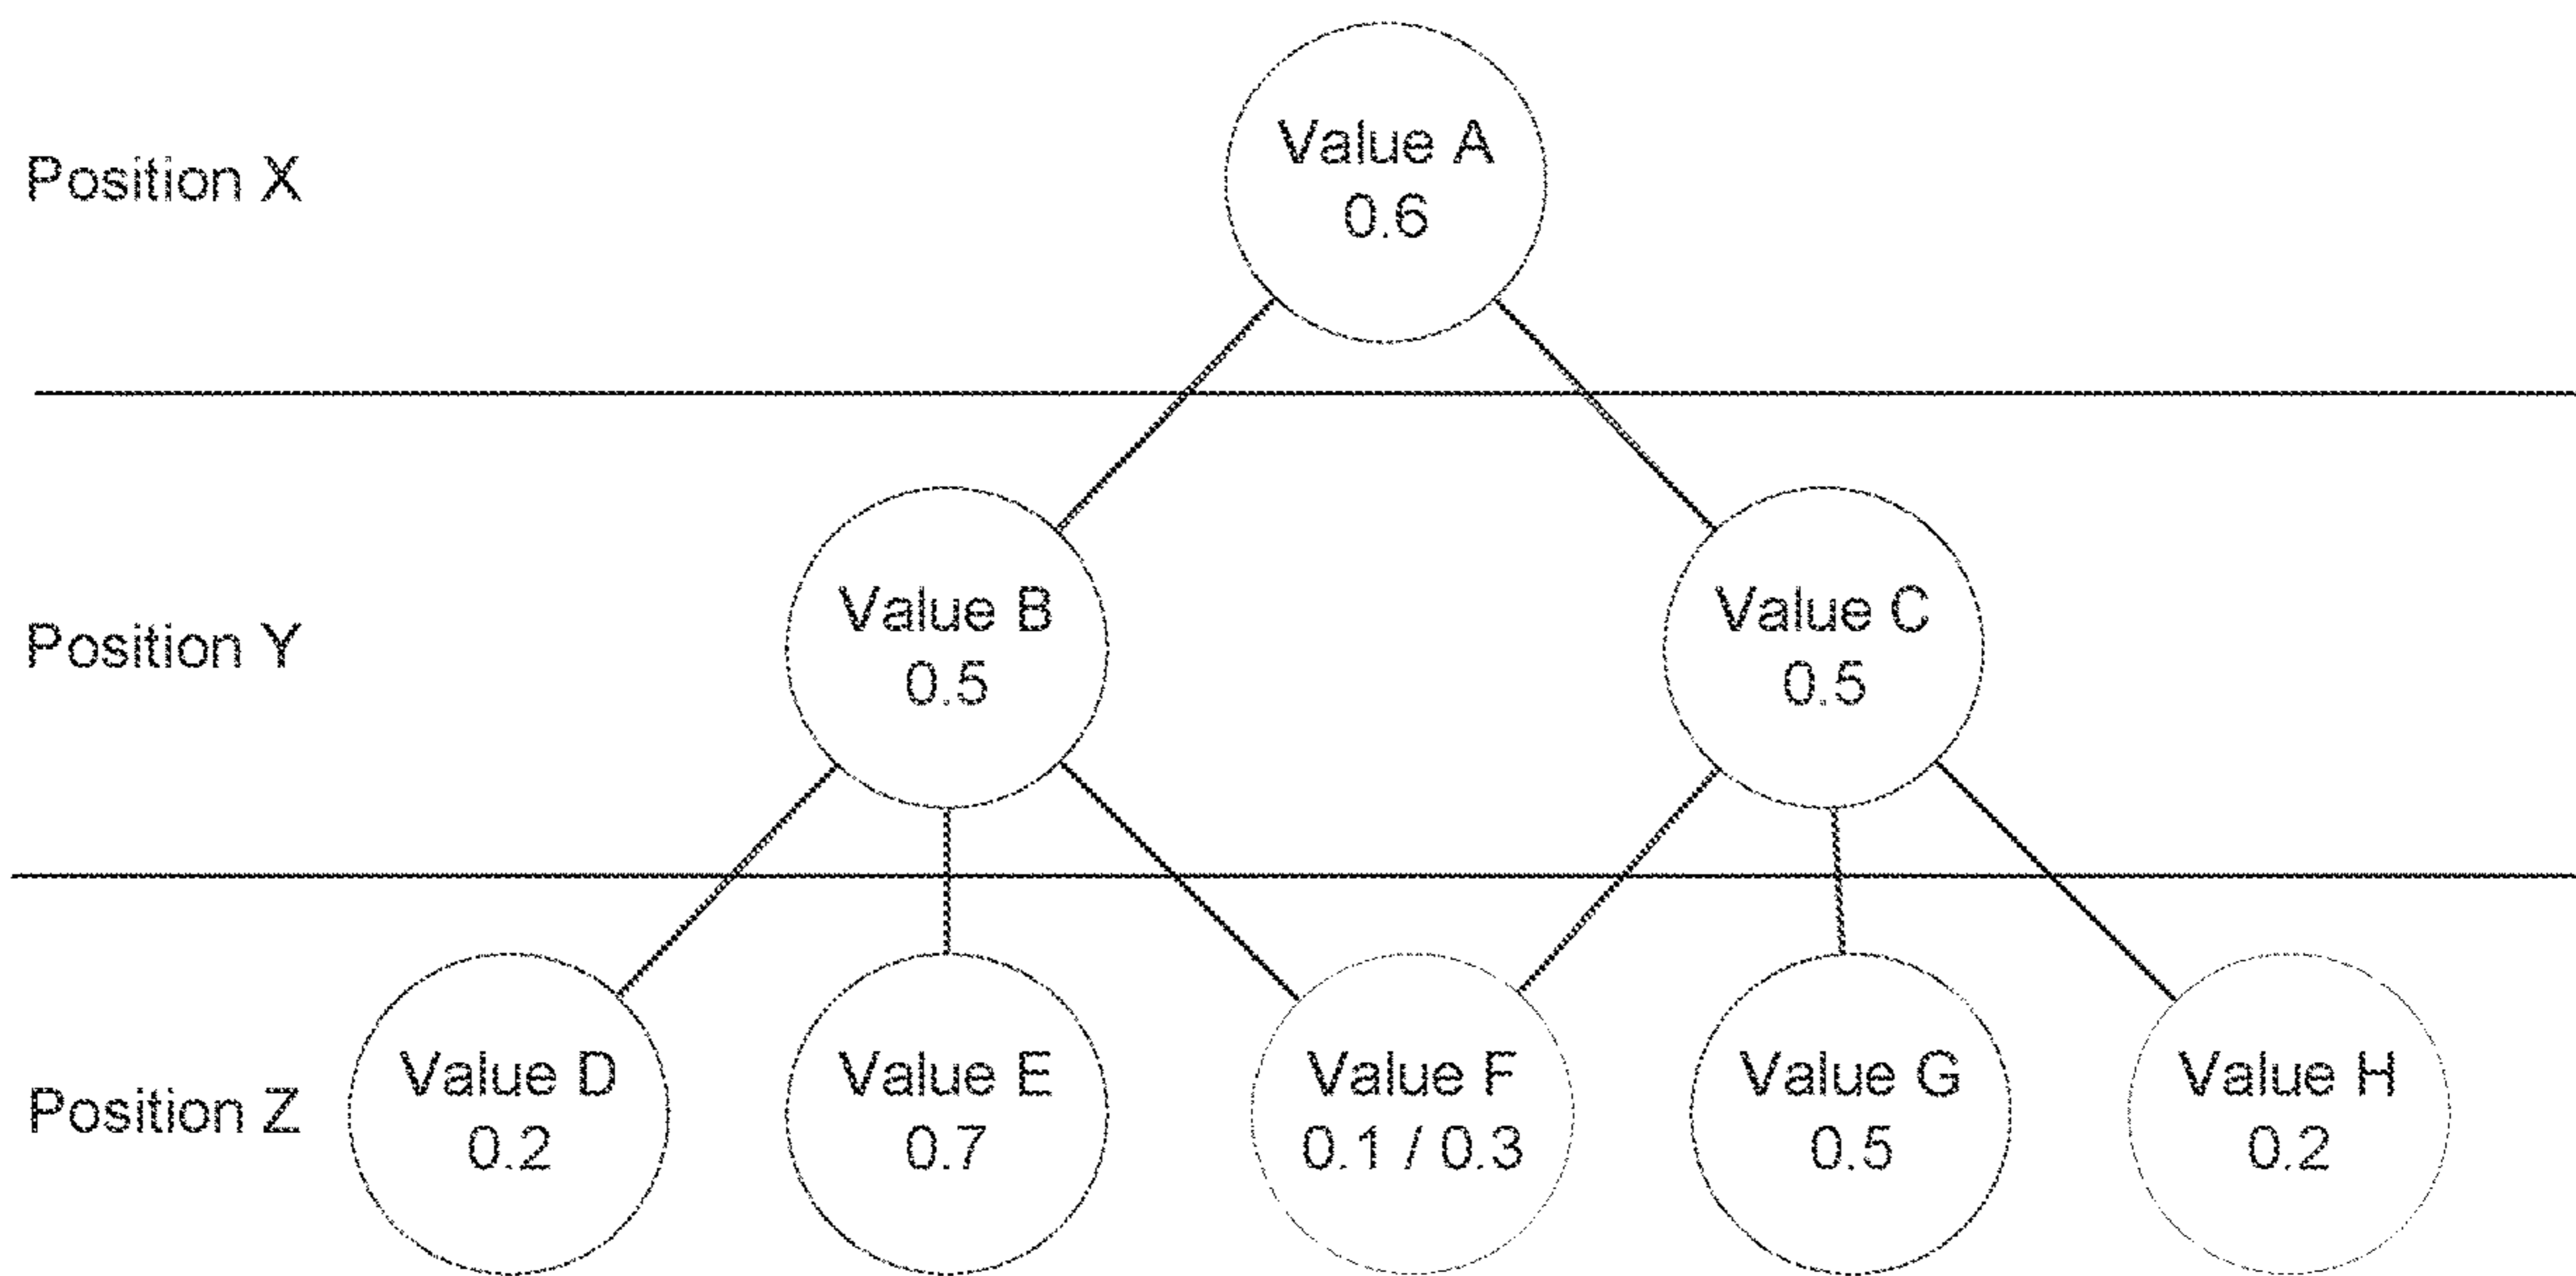 Position X
Value A
0.6
Position Y
Value B
0.5
Value C
0.5
Position Z
Value D
0.2
Value E
0.7
Value F
0.1 / 0.3
Value G
0.5
Value H
0.2